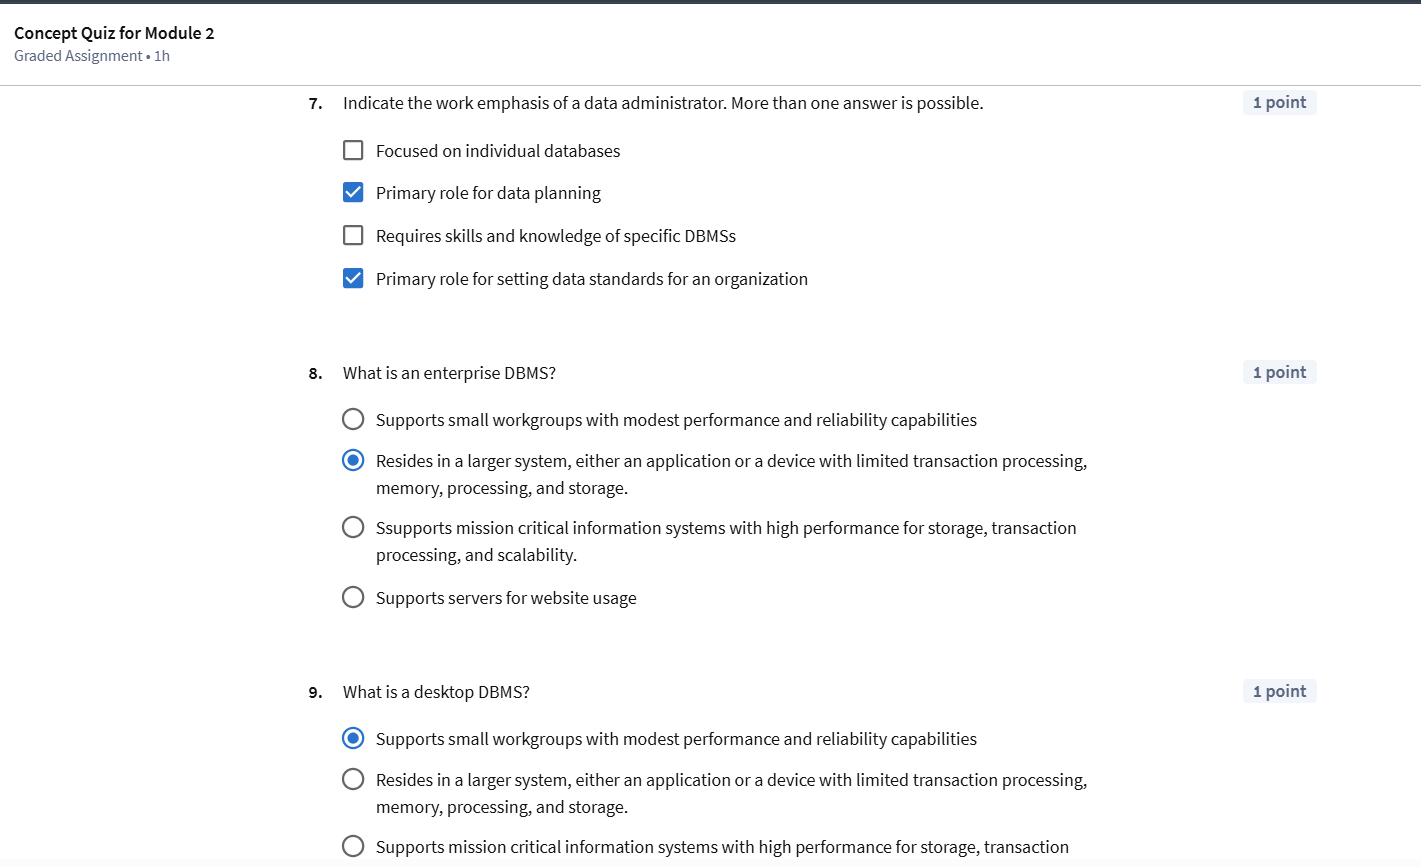 Concept Quiz for Module 2
Graded Assignment • 1h
7. Indicate the work emphasis of a data administrator. More than one answer is possible. 1 point
Focused on individual databases
Primary role for data planning
Requires skills and knowledge of specific DBMSs
Primary role for setting data standards for an organization
8. What is an enterprise DBMS? 1 point
Supports small workgroups with modest performance and reliability capabilities
Resides in a larger system, either an application or a device with limited transaction processing,
memory, processing, and storage.
Ssupports mission critical information systems with high performance for storage, transaction
processing, and scalability.
Supports servers for website usage
9. What is a desktop DBMS? 1 point
Supports small workgroups with modest performance and reliability capabilities
Resides in a larger system, either an application or a device with limited transaction processing,
memory, processing, and storage.
Supports mission critical information systems with high performance for storage, transaction